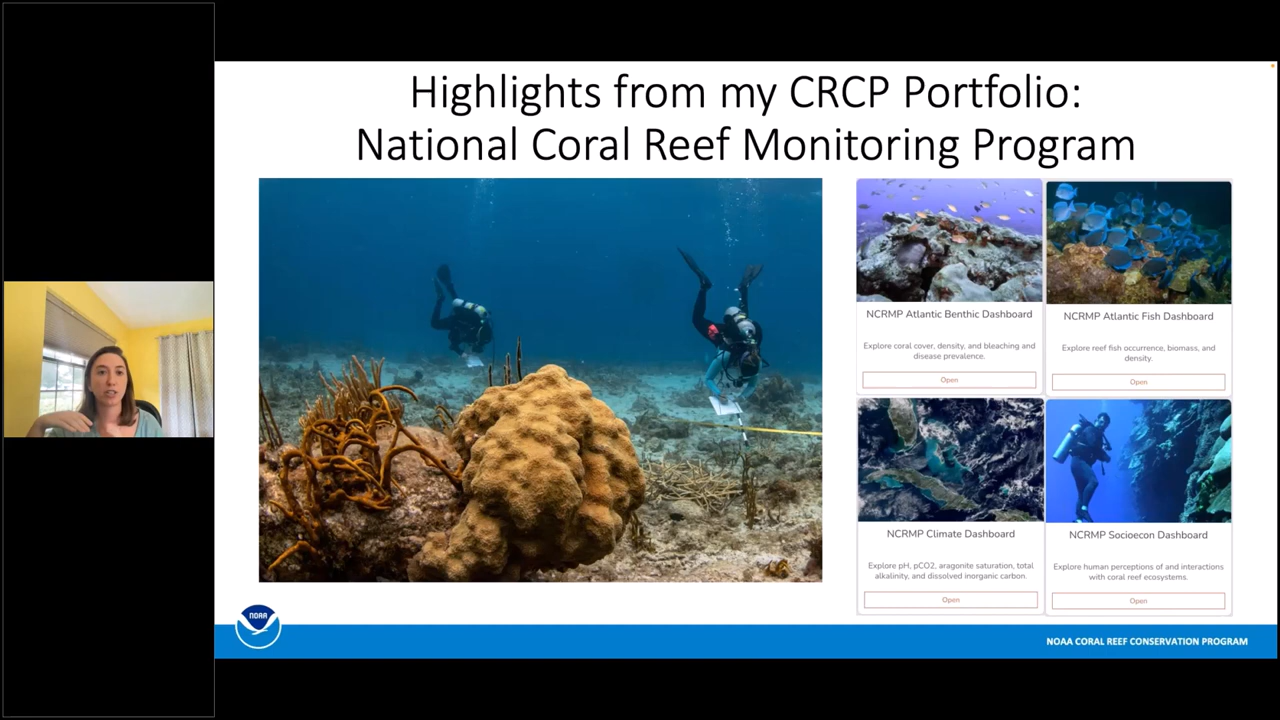 Highlights from my CRCP Portfolio:
National Coral Reef Monitoring Program
NCRMP Atlantic Benthic Dashboard
Explore coral cover, density, and bleaching and
disease prevalence.
Open
NCRMP Atlantic Fish Dashboard
Explore reef fish occurrence, biomass, and
density.
Open
NCRMP Climate Dashboard
Explore pH, pCO2, aragonite saturation, total
alkalinity, and dissolved inorganic carbon.
Open
NCRMP Socioecon Dashboard
Explore human perceptions of and interactions
with coral reef ecosystems.
Open
NOAA
NOAA CORAL REEF CONSERVATION PROGRAM